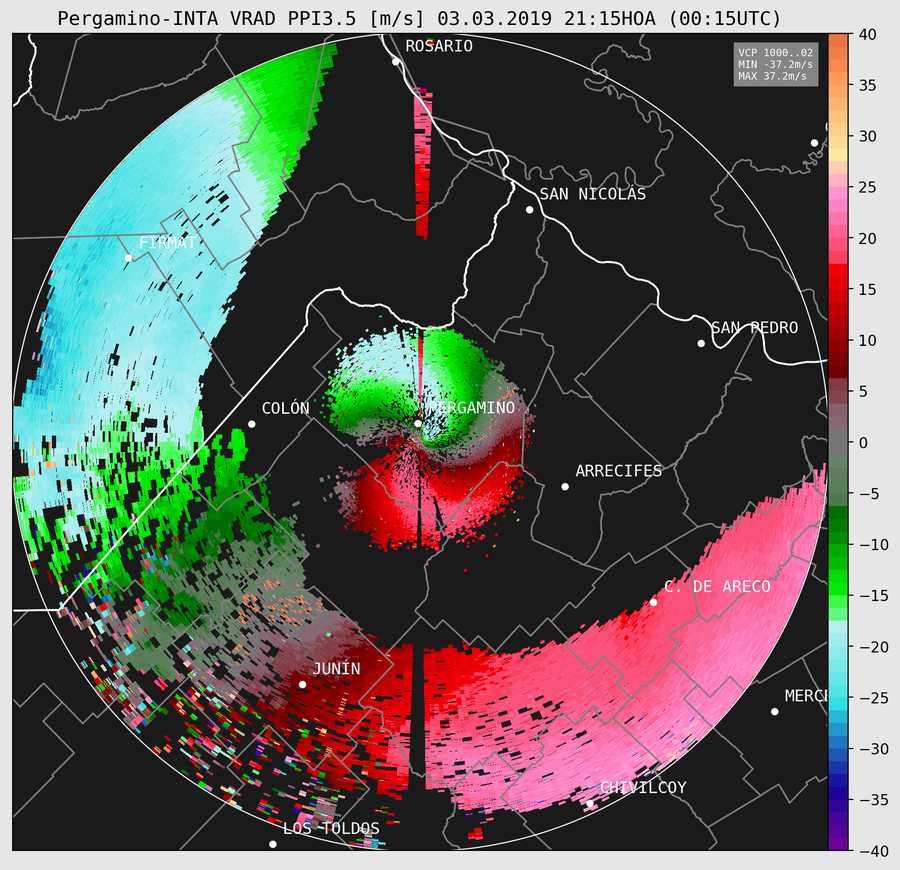 Pergamino-INTA VRAD PPI3.5 [m/s] 03.03.2019 21:15HOA (00:15UTC)
VCP 1000..02
MIN -37.2m/s
MAX 37.2m/s
ROSARIO
SAN NICOLÁS
FIRMAT
SAN PEDRO
COLÓN
PERGAMINO
ARRECIFES
C. DE ARECO
JUNÍN
MERCE
CHIVILCOY
LOS TOLDOS
40
35
30
25
20
15
10
5
0
−5
−10
−15
−20
−25
−30
−35
−40